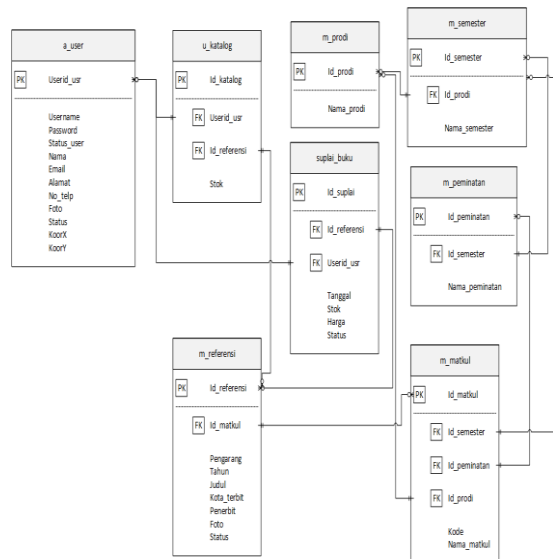 a_user
PK Userid_usr
Username
Password
Status_user
Nama
Email
Alamat
No_telp
Foto
Status
KoorX
KoorY
u_katalog
PK Id_katalog
FK Userid_usr
FK Id_referensi
Stok
m_prodi
PK Id_prodi
Nama_prodi
m_semester
PK Id_semester
FK Id_prodi
Nama_semester
suplai_buku
PK Id_suplai
FK Id_referensi
FK Userid_usr
Tanggal
Stok
Harga
Status
m_peminatan
PK Id_peminatan
FK Id_semester
Nama_peminatan
m_referensi
PK Id_referensi
FK Id_matkul
Pengarang
Tahun
Judul
Kota_terbit
Penerbit
Foto
Status
m_matkul
PK Id_matkul
FK Id_semester
FK Id_peminatan
FK Id_prodi
Kode
Nama_matkul